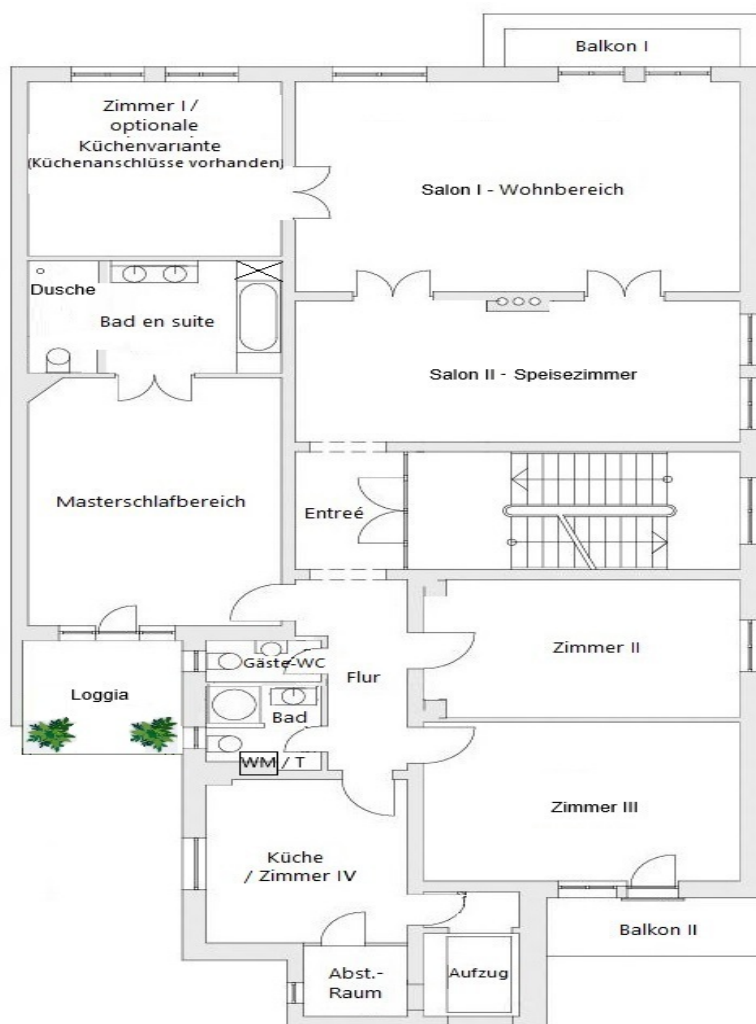 Balkon I
Zimmer I /
optionale
Küchenvariante
(Küchenanschlüsse vorhanden)
Salon I - Wohnbereich
Dusche
Bad en suite
Salon II - Speisezimmer
Masterschlafbereich
Entreé
Zimmer II
Gäste-WC
Flur
Loggia
Bad
WM / T
Zimmer III
Küche
/ Zimmer IV
Balkon II
Abst.-
Raum
Aufzug